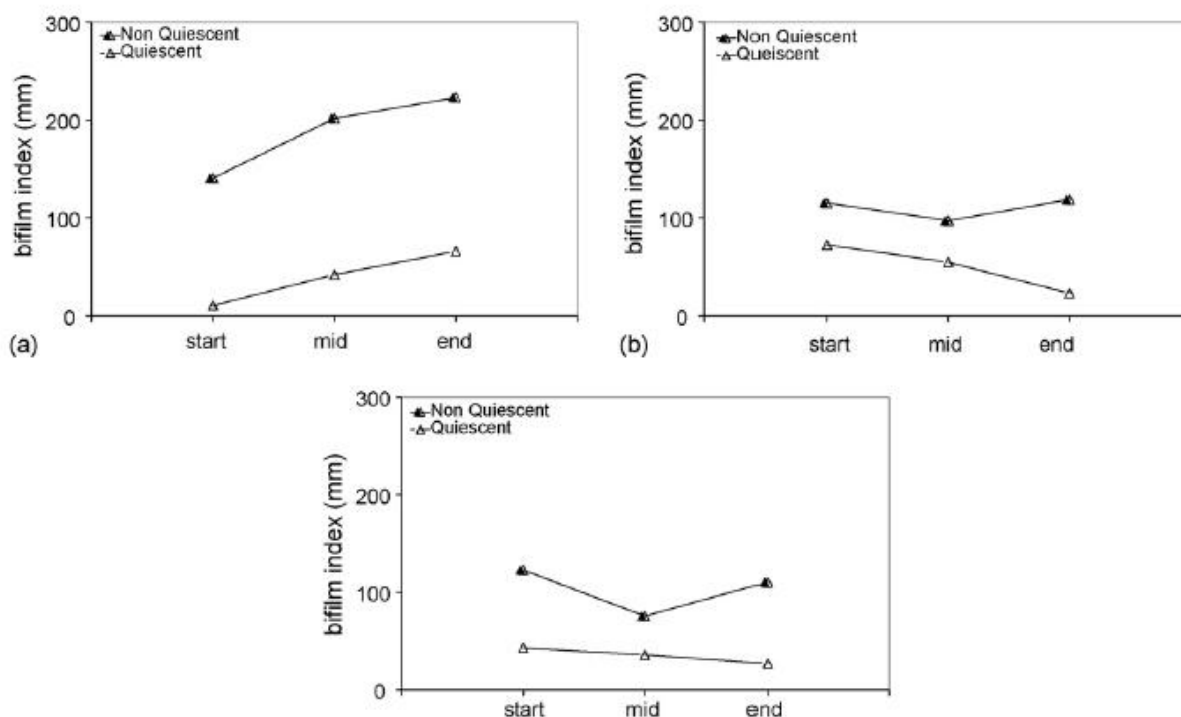 300
Non Quiescent
Quiescent
200
100
0
bifilm index (mm)
start mid end
(a)
300
Non Quiescent
Queiscent
200
100
0
bifilm index (mm)
start mid end
(b)
300
Non Quiescent
Quiescent
200
100
0
bifilm index (mm)
start mid end